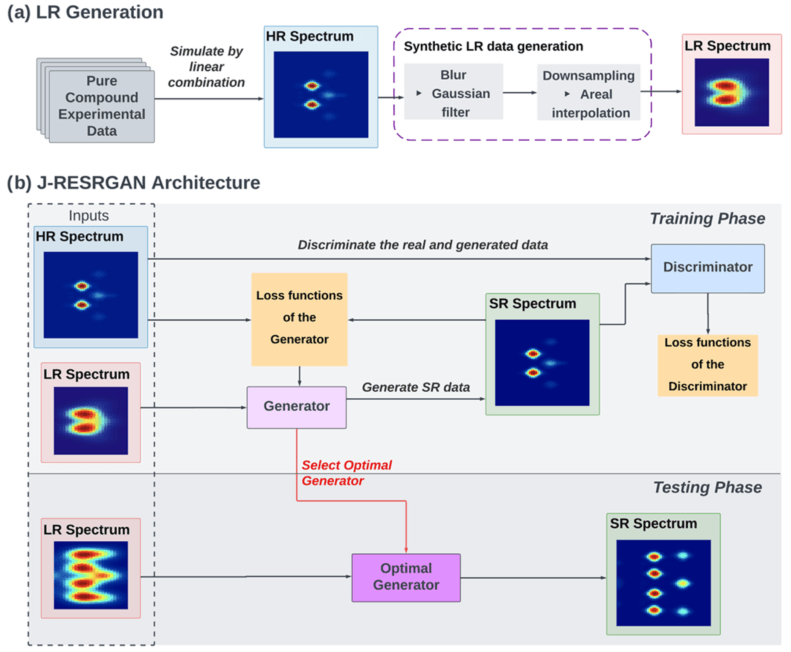 (a) LR Generation
Pure
Compound
Experimental
Data
Simulate by
linear
combination
HR Spectrum
Synthetic LR data generation
Blur
‣ Gaussian
filter
Downsampling
‣ Areal
interpolation
LR Spectrum
(b) J-RESRGAN Architecture
Inputs
Training Phase
HR Spectrum
Discriminate the real and generated data
Discriminator
Loss functions
of the
Generator
SR Spectrum
Loss functions
of the
Discriminator
LR Spectrum
Generator
Generate SR data
Select Optimal
Generator
Testing Phase
LR Spectrum
Optimal
Generator
SR Spectrum